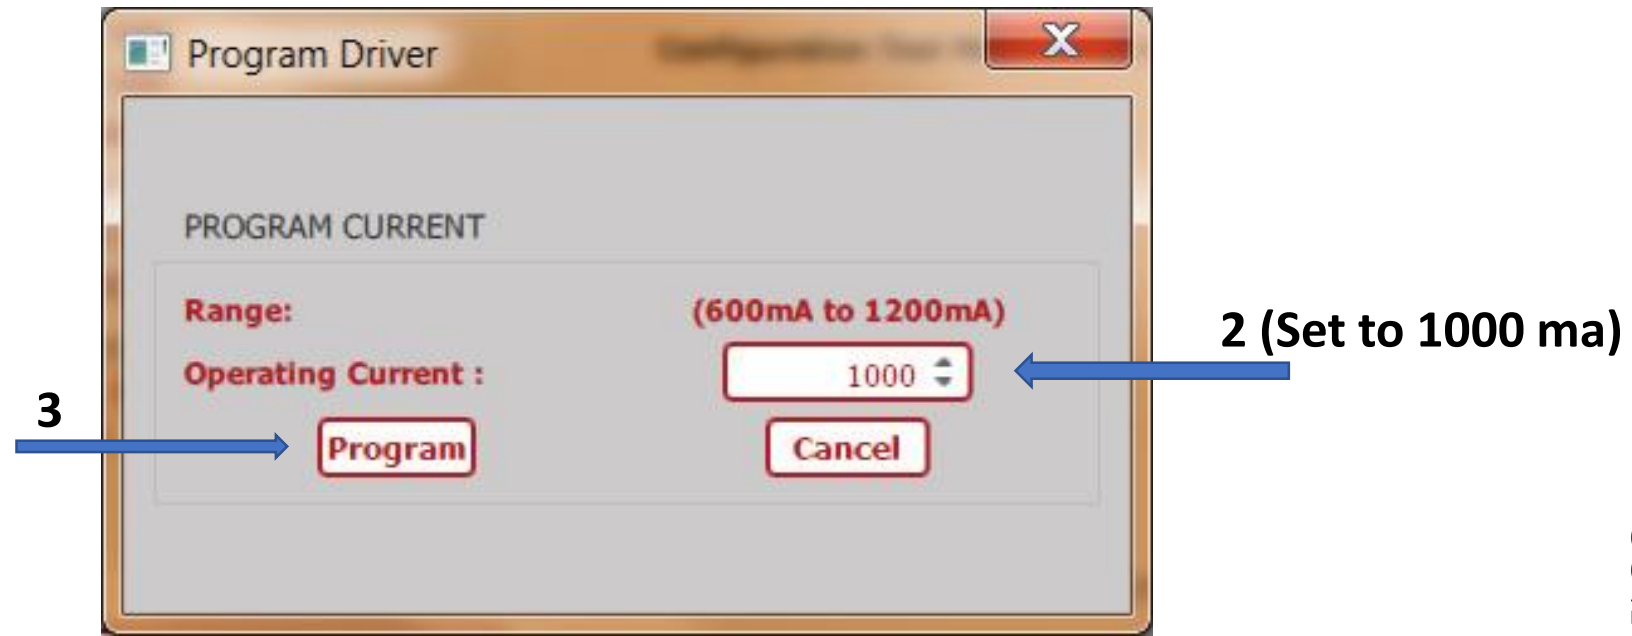 Program Driver
PROGRAM CURRENT
Range: (600mA to 1200mA)
2 (Set to 1000 ma)
Operating Current : 1000
3
Program Cancel